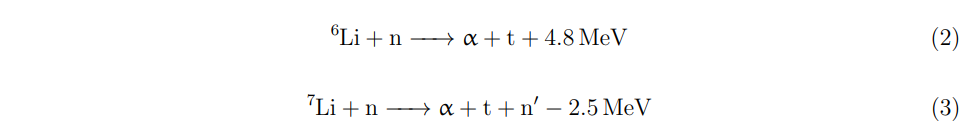 ⁶Li + n ⟶ α + t + 4.8 MeV (2)
⁷Li + n ⟶ α + t + n′ − 2.5 MeV (3)